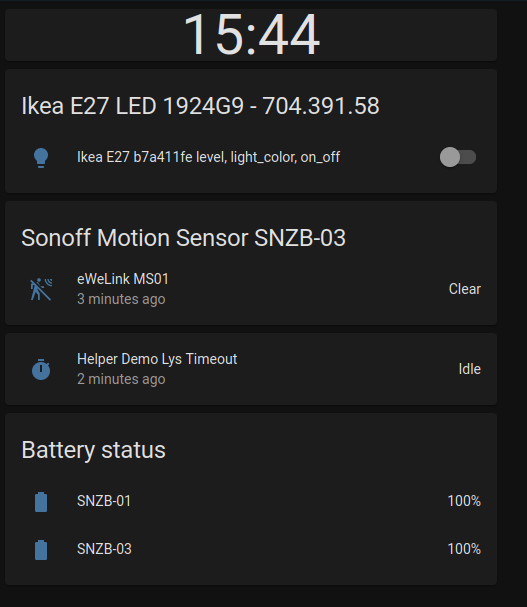 15:44
Ikea E27 LED 1924G9 - 704.391.58
Ikea E27 b7a411fe level, light_color, on_off
Sonoff Motion Sensor SNZB-03
eWeLink MS01
3 minutes ago
Clear
Helper Demo Lys Timeout
2 minutes ago
Idle
Battery status
SNZB-01 100%
SNZB-03 100%